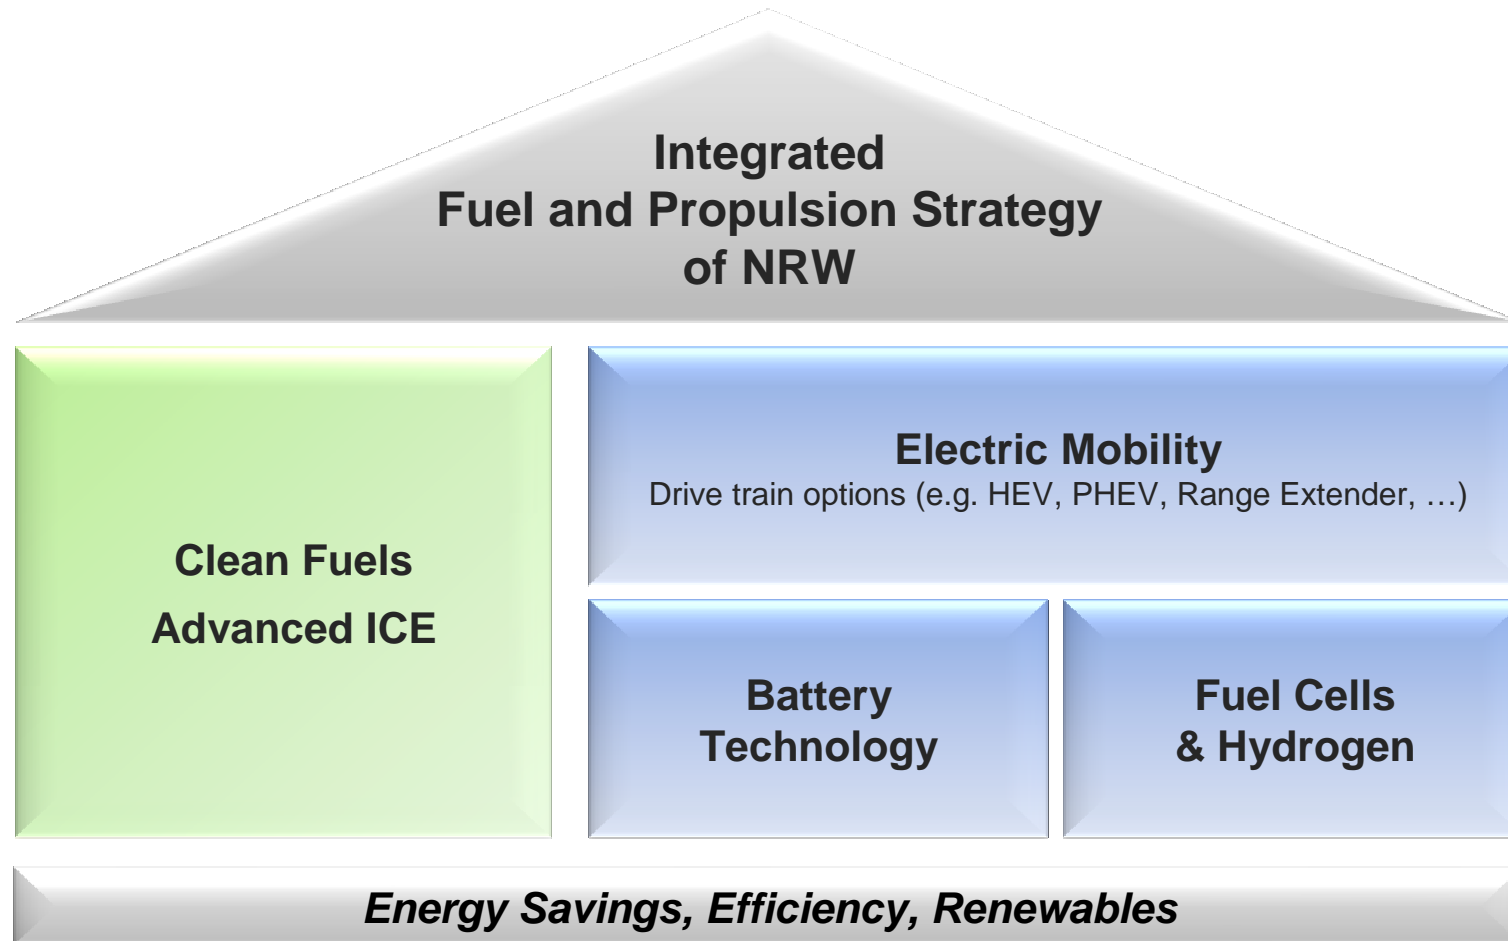 Integrated
Fuel and Propulsion Strategy
of NRW
Clean Fuels
Advanced ICE
Electric Mobility
Drive train options (e.g. HEV, PHEV, Range Extender, …)
Battery
Technology
Fuel Cells
& Hydrogen
Energy Savings, Efficiency, Renewables